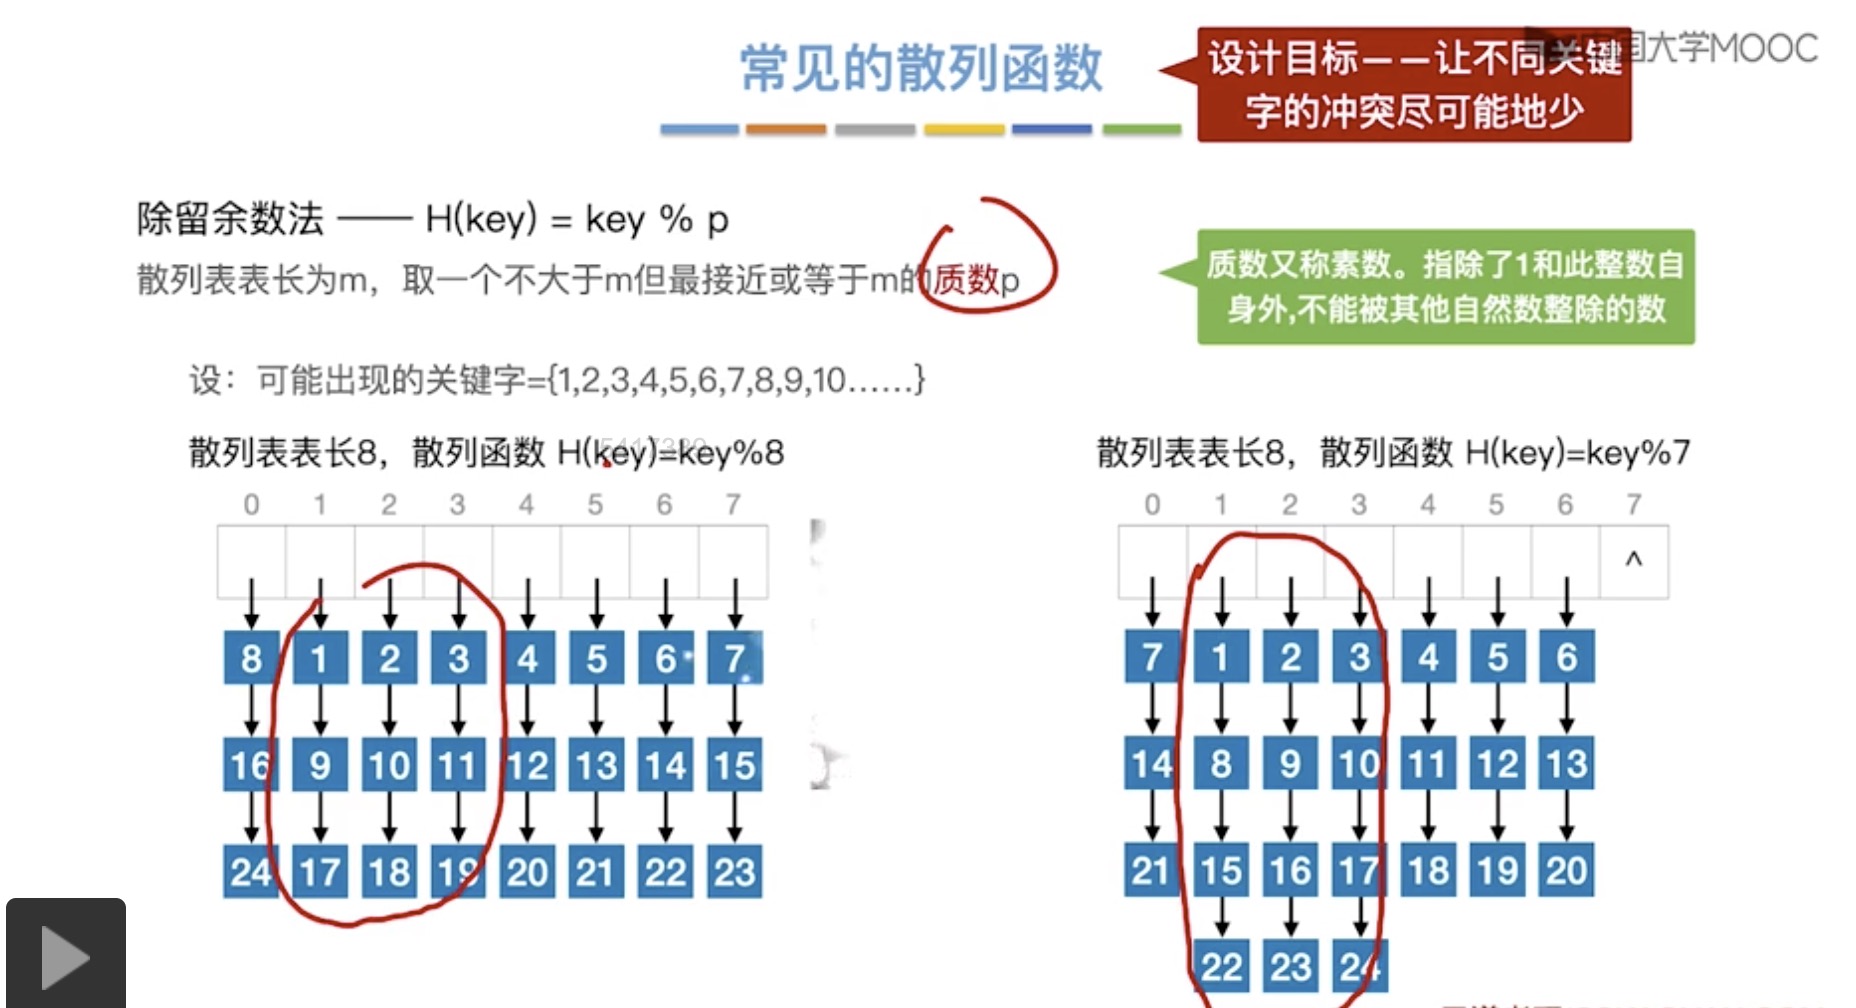 常见的散列函数
设计目标——让不同关键
字的冲突尽可能地少
中国大学MOOC
除留余数法 —— H(key) = key % p
散列表表长为m，取一个不大于m但最接近或等于m的质数p
质数又称素数。指除了1和此整数自
身外,不能被其他自然数整除的数
设：可能出现的关键字={1,2,3,4,5,6,7,8,9,10……}
散列表表长8，散列函数 H(key)=key%8
0 1 2 3 4 5 6 7
8 1 2 3 4 5 6 7
16 9 10 11 12 13 14 15
24 17 18 19 20 21 22 23
散列表表长8，散列函数 H(key)=key%7
0 1 2 3 4 5 6 7
^
7 1 2 3 4 5 6
14 8 9 10 11 12 13
21 15 16 17 18 19 20
22 23 24